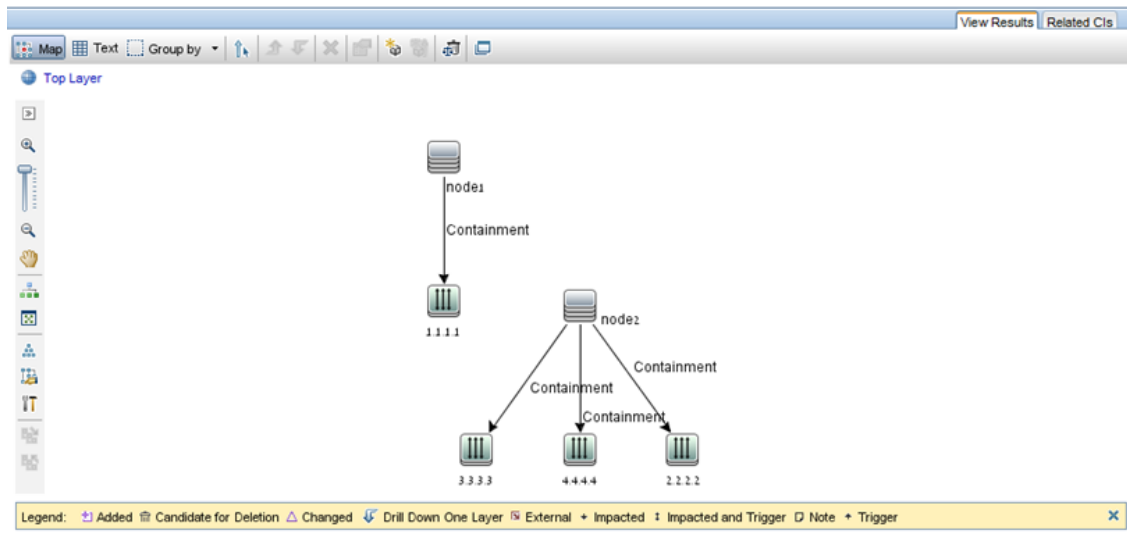 View Results Related CIs
Map Text Group by
Top Layer
node1
Containment
1.1.1.1
node2
Containment
Containment
Containment
3.3.3.3 4.4.4.4 2.2.2.2
Legend: Added Candidate for Deletion Changed Drill Down One Layer External Impacted Impacted and Trigger Note Trigger